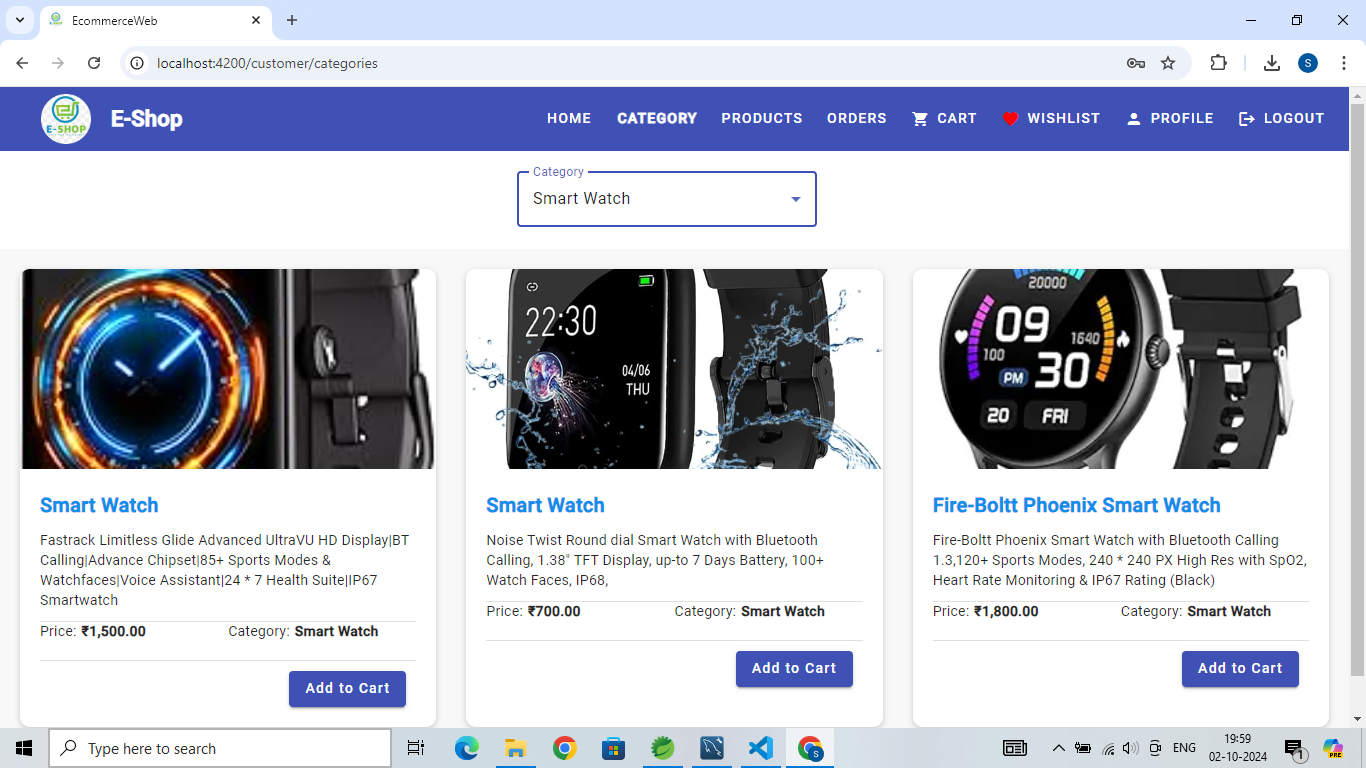 EcommerceWeb
localhost:4200/customer/categories
S
E-SHOP
E-Shop
HOME CATEGORY PRODUCTS ORDERS CART WISHLIST PROFILE LOGOUT
Category
Smart Watch
22:30
04/06
THU
20000
09
1640
100
PM 30
20 FRI
Smart Watch
Fastrack Limitless Glide Advanced UltraVU HD Display|BT
Calling|Advance Chipset|85+ Sports Modes &
Watchfaces|Voice Assistant|24 * 7 Health Suite|IP67
Smartwatch
Price: ₹1,500.00 Category: Smart Watch
Add to Cart
Smart Watch
Noise Twist Round dial Smart Watch with Bluetooth
Calling, 1.38" TFT Display, up-to 7 Days Battery, 100+
Watch Faces, IP68,
Price: ₹700.00 Category: Smart Watch
Add to Cart
Fire-Boltt Phoenix Smart Watch
Fire-Boltt Phoenix Smart Watch with Bluetooth Calling
1.3,120+ Sports Modes, 240 * 240 PX High Res with SpO2,
Heart Rate Monitoring & IP67 Rating (Black)
Price: ₹1,800.00 Category: Smart Watch
Add to Cart
Type here to search
S
ENG
19:59
02-10-2024
1
PRE